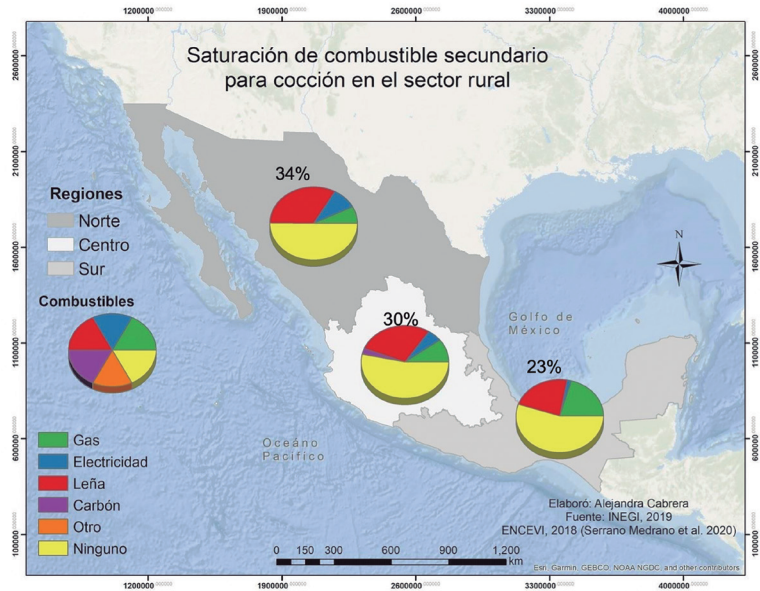 1200000 1900000 2600000 3300000 4000000
Saturación de combustible secundario
para cocción en el sector rural
2600000
2100000
1600000
1100000
600000
100000
2600000
2100000
1600000
1100000
600000
100000
34%
Regiones
Norte
Centro
Sur
N
Combustibles
30%
Golfo de
México
23%
Gas
Electricidad
Leña
Carbón
Otro
Ninguno
Oceáno
Pacífico
Elaboró: Alejandra Cabrera
Fuente: INEGI, 2019
ENCEVI, 2018 (Serrano Medrano et al. 2020)
0 150 300 600 900 1,200
km
Esri, Garmin, GEBCO, NOAA NGDC, and other contributors
1200000 1900000 2600000 3300000 4000000